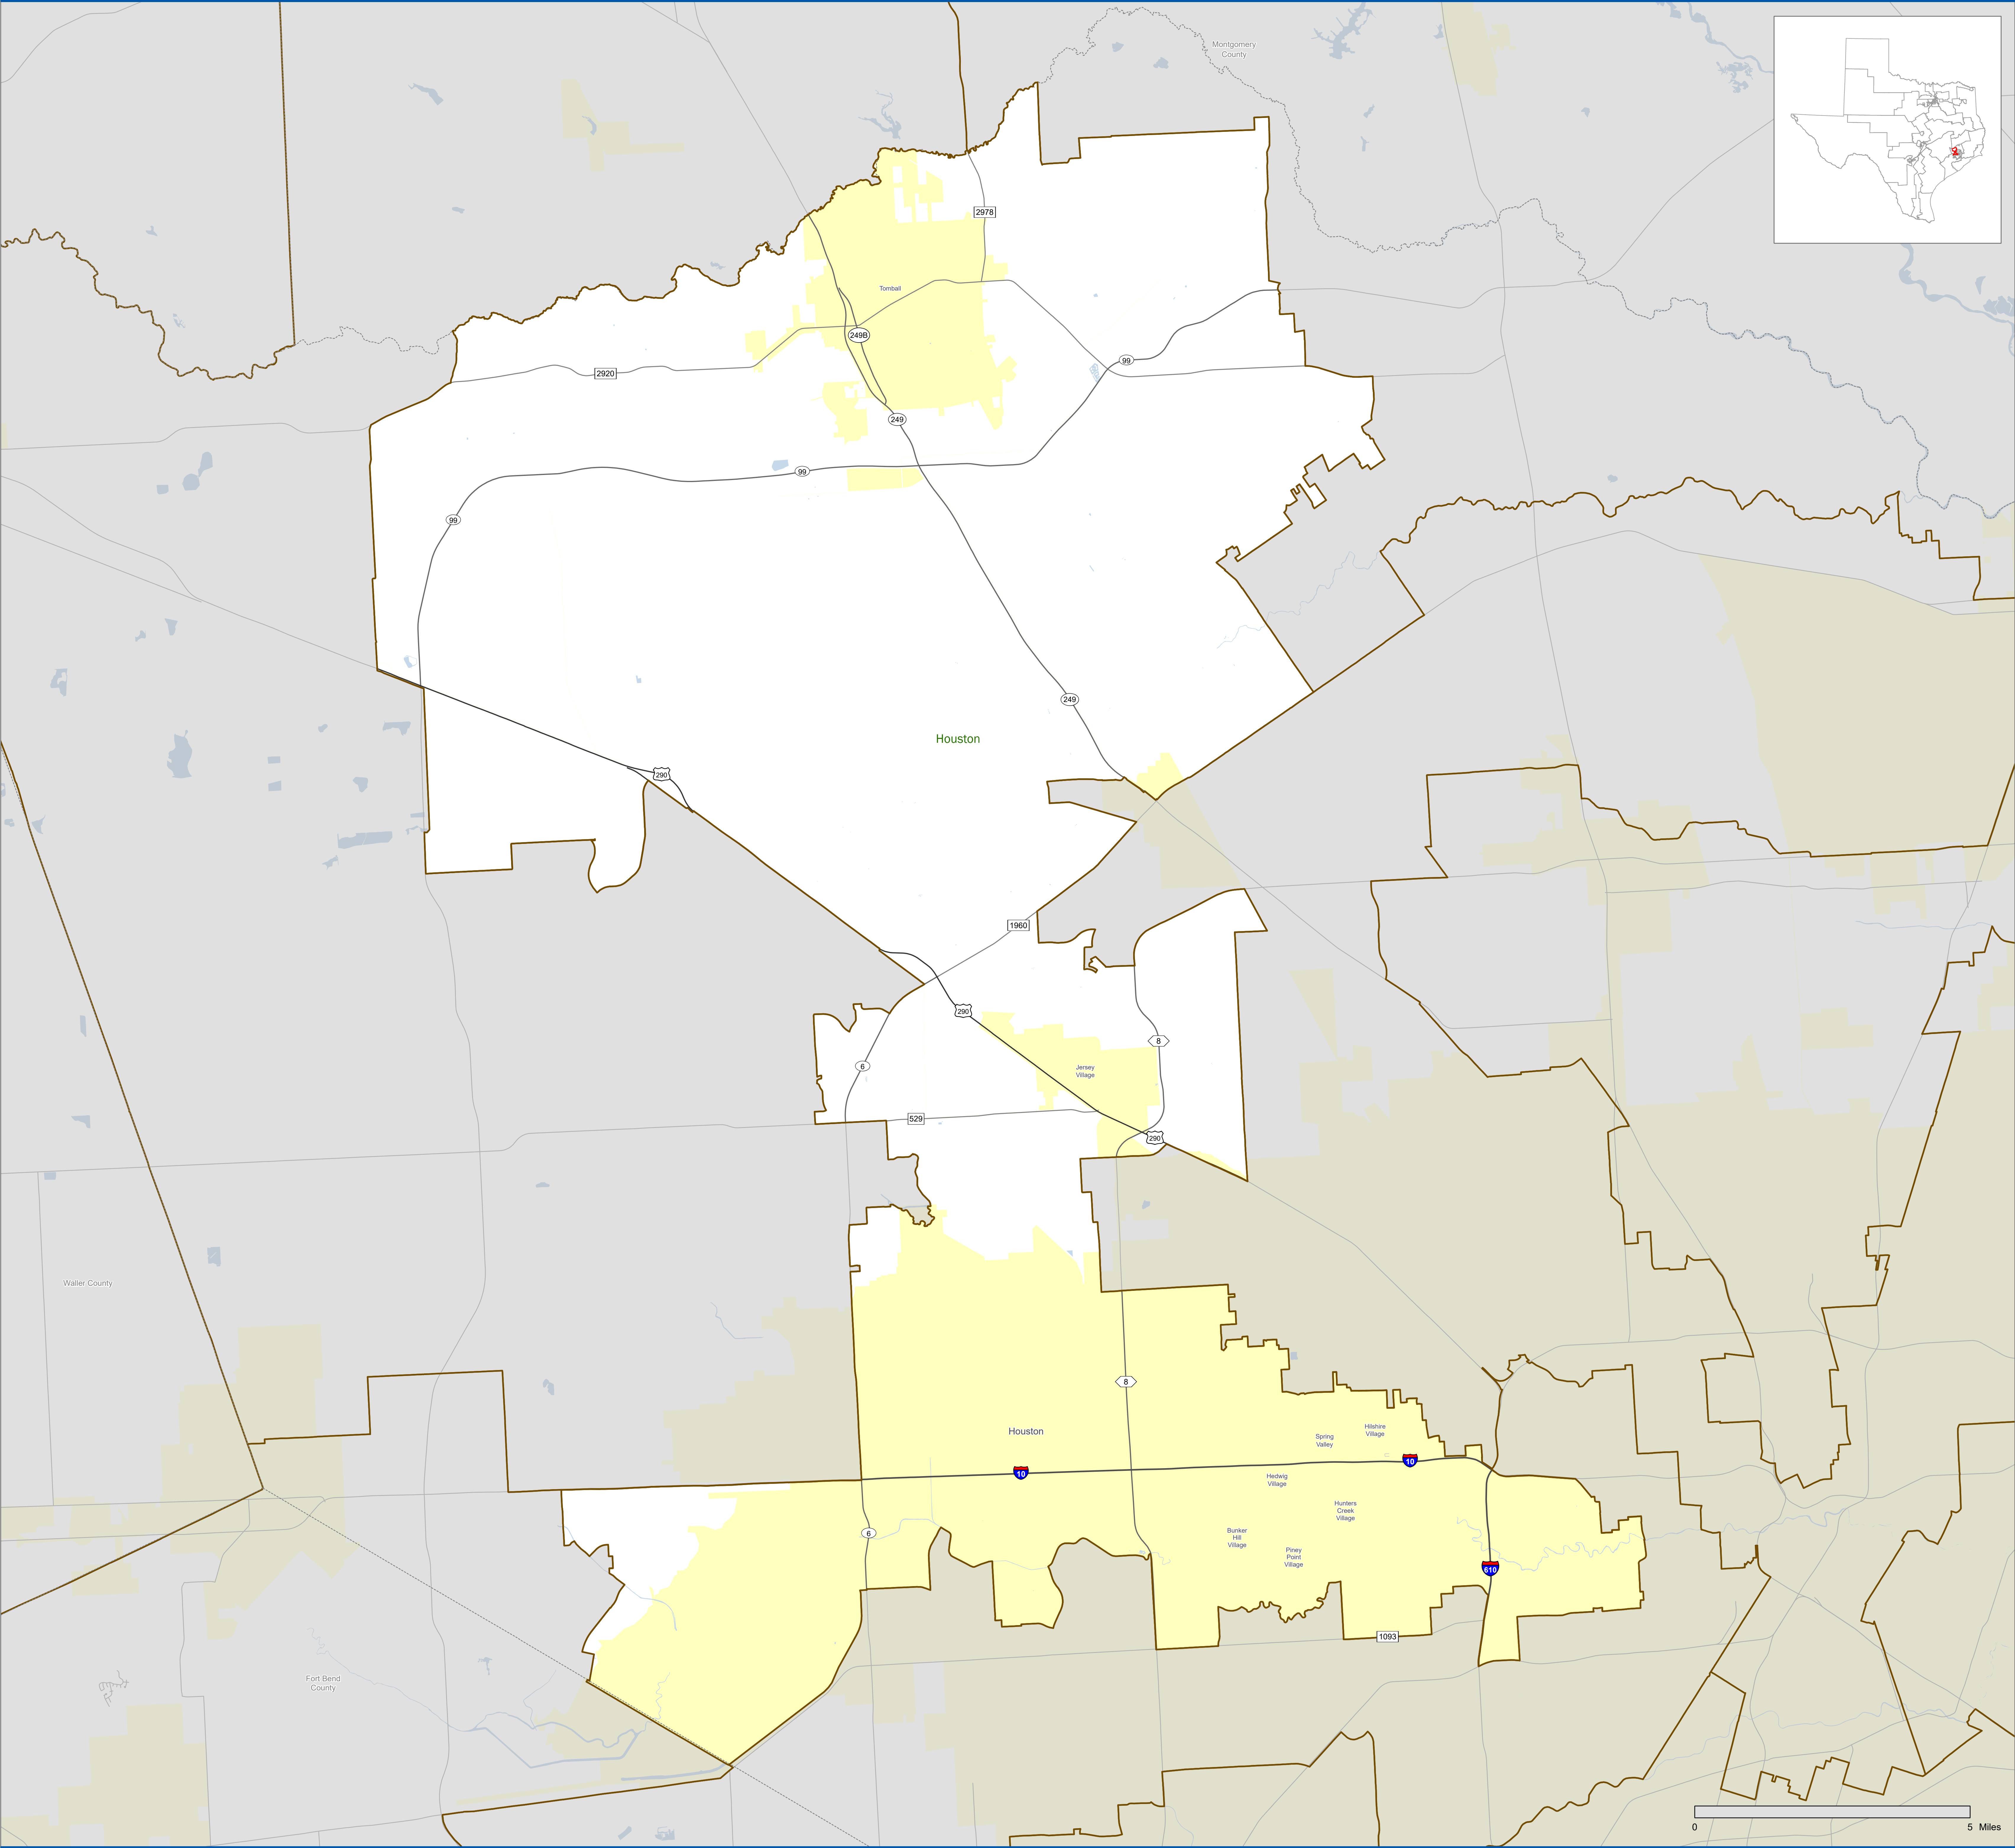 Montgomery
County
2978
Tomball
249B
99
2920
249
99
99
249
Houston
290
1960
290
8
6
Jersey
Village
529
290
Waller County
8
Hilshire
Village
Houston
Spring
Valley
10
10
Hedwig
Village
Hunters
Creek
Village
6
Bunker
Hill
Village
Piney
Point
Village
610
1093
Fort Bend
County
0 5 Miles